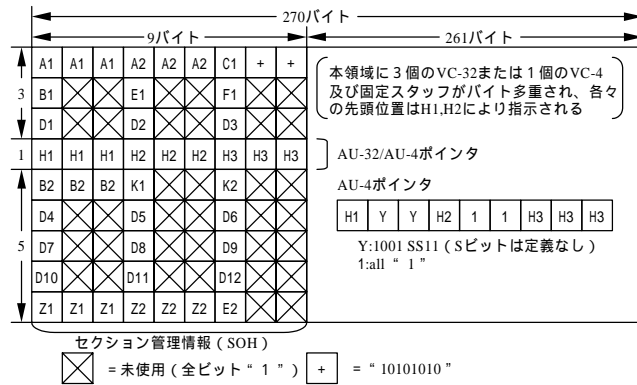 270バイト
9バイト 261バイト
A1 A1 A1 A2 A2 A2 C1 + +
3 B1 E1 F1
D1 D2 D3
本領域に３個のVC-32または１個のVC-4
及び固定スタッフがバイト多重され、各々
の先頭位置はH1,H2により指示される
1 H1 H1 H1 H2 H2 H2 H3 H3 H3
AU-32/AU-4ポインタ
B2 B2 B2 K1 K2
D4 D5 D6
5 D7 D8 D9
D10 D11 D12
Z1 Z1 Z1 Z2 Z2 Z2 E2
AU-4ポインタ
H1 Y Y H2 1 1 H3 H3 H3
Y:1001 SS11（Sビットは定義なし）
1:all “ 1 ”
セクション管理情報（SOH）
= 未使用（全ビット“ 1 ”） + = “ 10101010 ”